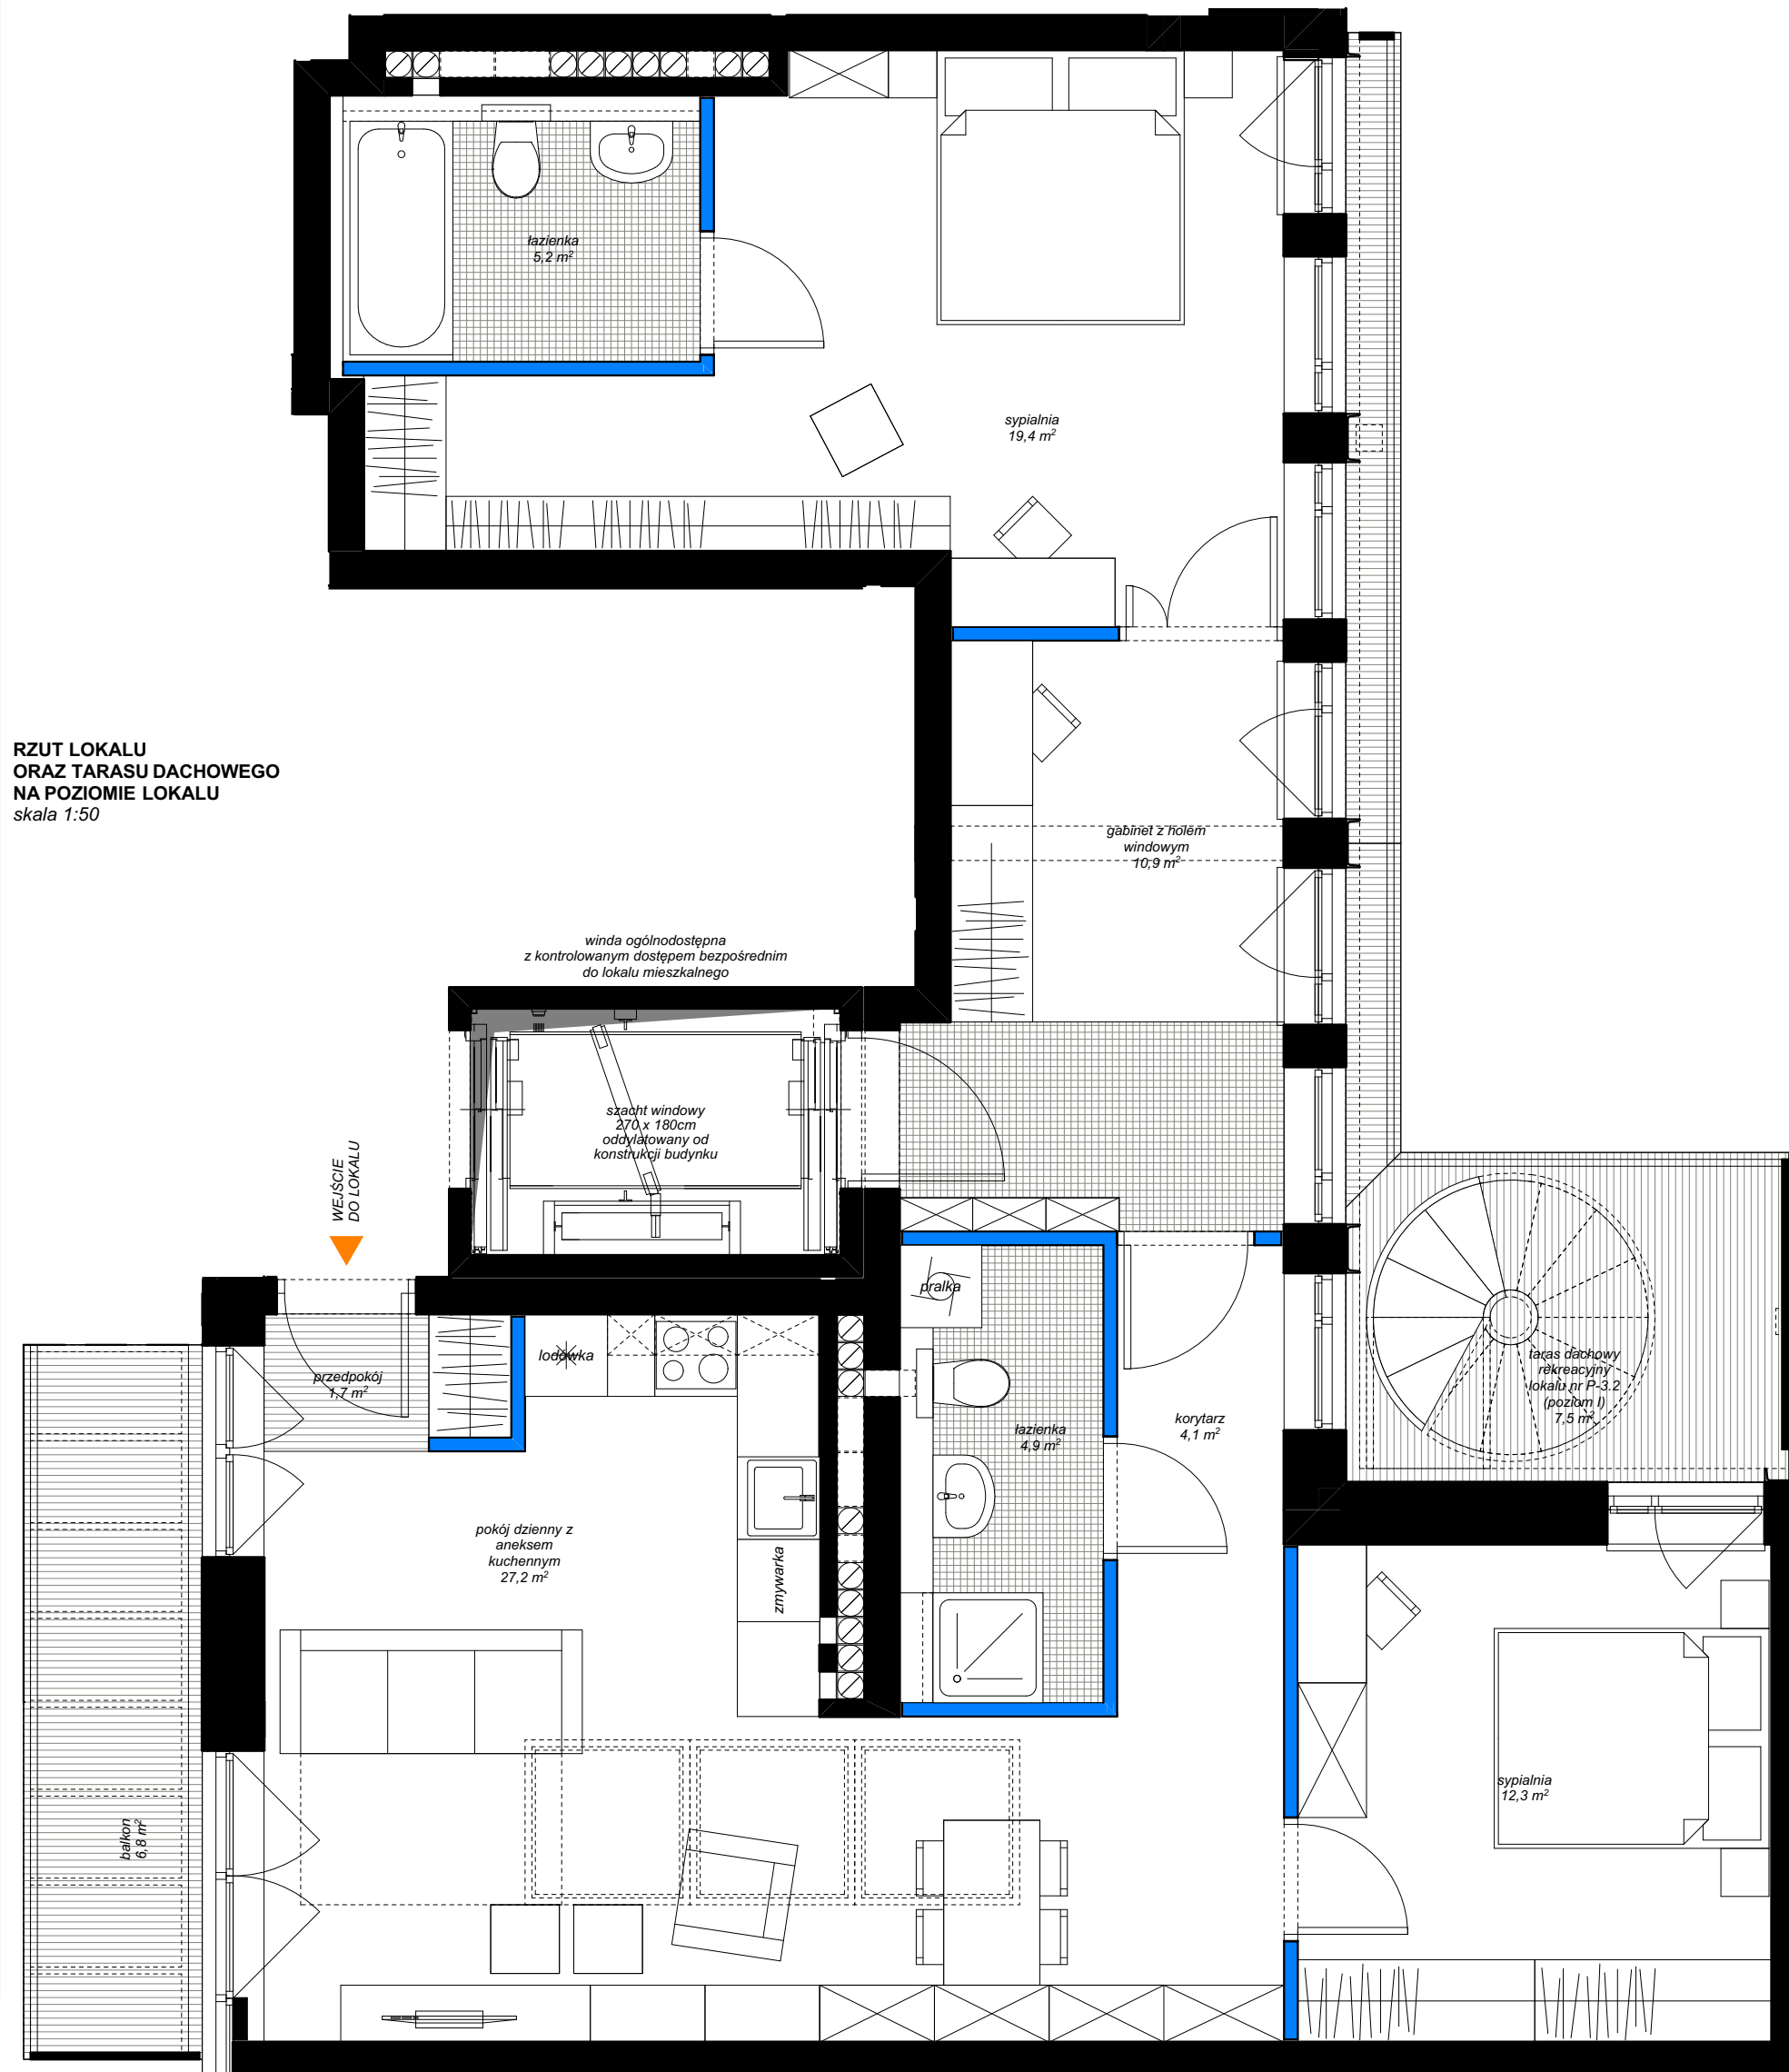 łazienka
5,2 m²
sypialnia
19,4 m²
RZUT LOKALU
ORAZ TARASU DACHOWEGO
NA POZIOMIE LOKALU
skala 1:50
gabinet z holem
windowym
10,9 m²
winda ogólnodostępna
z kontrolowanym dostępem bezpośrednim
do lokalu mieszkalnego
szacht windowy
270 x 180cm
oddylatowany od
konstrukcji budynku
WEJŚCIE
DO LOKALU
pralka
lodówka
przedpokój
1,7 m²
taras dachowy
rekreacyjny
lokalu nr P-3.2
(poziom I)
7,5 m²
łazienka
4,9 m²
korytarz
4,1 m²
pokój dzienny z
aneksem
kuchennym
27,2 m²
zmywarka
sypialnia
12,3 m²
balkon
6,8 m²